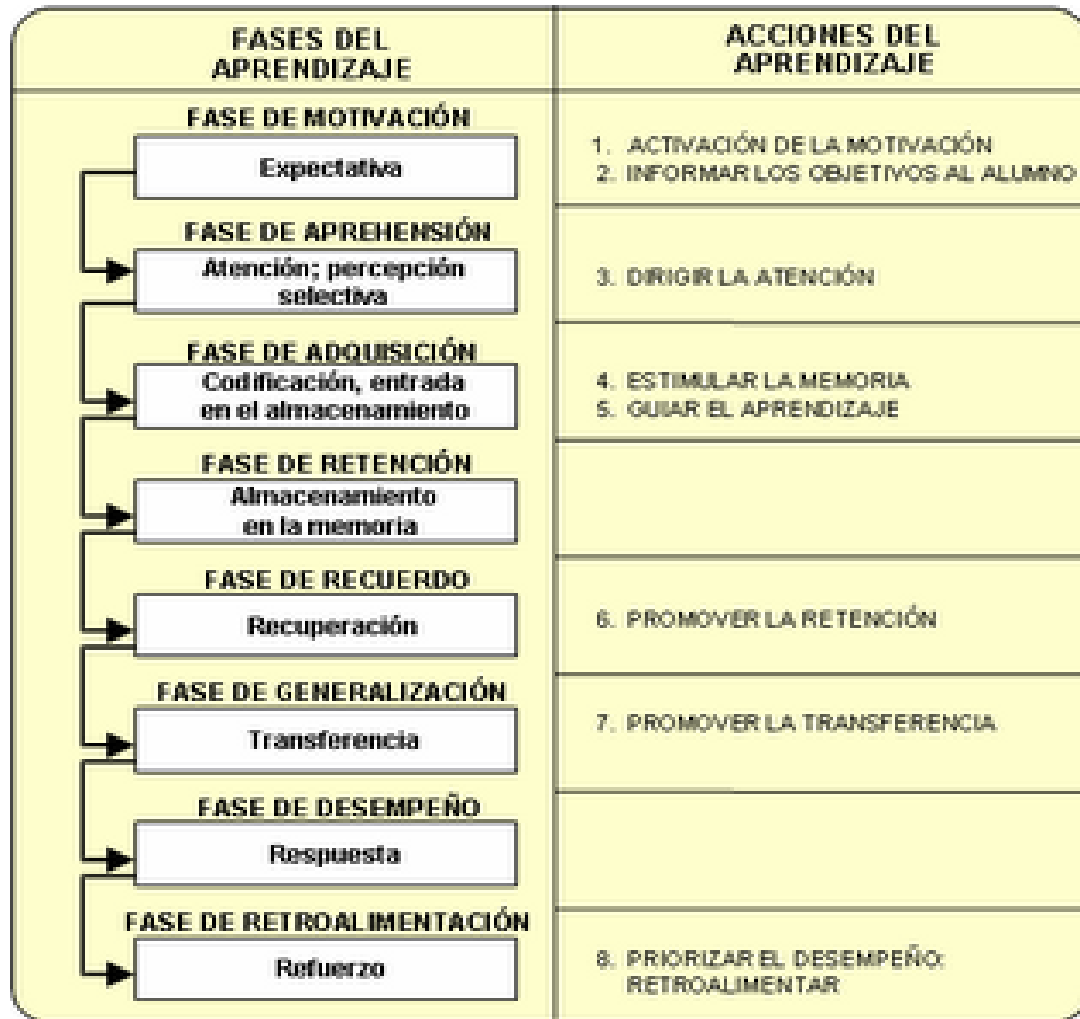 FASES DEL
APRENDIZAJE
ACCIONES DEL
APRENDIZAJE
FASE DE MOTIVACIÓN
Expectativa
1. ACTIVACIÓN DE LA MOTIVACIÓN
2. INFORMAR LOS OBJETIVOS AL ALUMNO
FASE DE APREHENSIÓN
Atención; percepción
selectiva
3. DIRIGIR LA ATENCIÓN
FASE DE ADQUISICIÓN
Codificación, entrada
en el almacenamiento
4. ESTIMULAR LA MEMORIA
5. GUIAR EL APRENDIZAJE
FASE DE RETENCIÓN
Almacenamiento
en la memoria
FASE DE RECUERDO
Recuperación
6. PROMOVER LA RETENCIÓN
FASE DE GENERALIZACIÓN
Transferencia
7. PROMOVER LA TRANSFERENCIA
FASE DE DESEMPEÑO
Respuesta
FASE DE RETROALIMENTACIÓN
Refuerzo
8. PRIORIZAR EL DESEMPEÑO:
RETROALIMENTAR